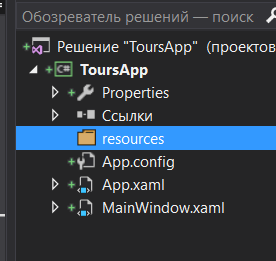 Обозреватель решений — поиск
Решение "ToursApp" (проектов
C# ToursApp
Properties
Ссылки
resources
App.config
App.xaml
MainWindow.xaml